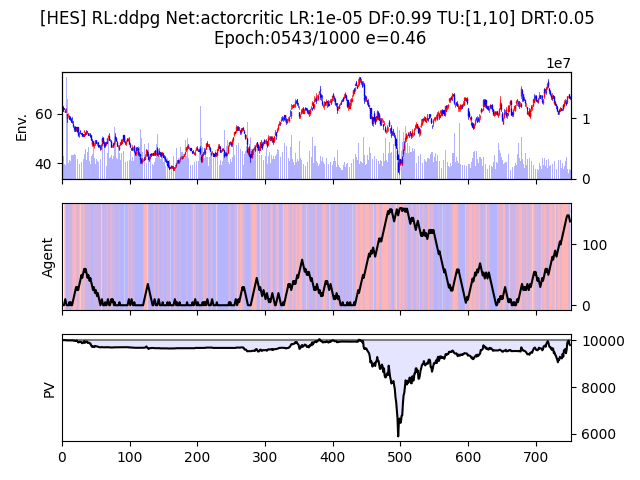 [HES] RL:ddpg Net:actorcritic LR:1e-05 DF:0.99 TU:[1,10] DRT:0.05
Epoch:0543/1000 e=0.46
1e7
Env.
60
40
1
0
Agent
100
0
PV
10000
8000
6000
0 100 200 300 400 500 600 700